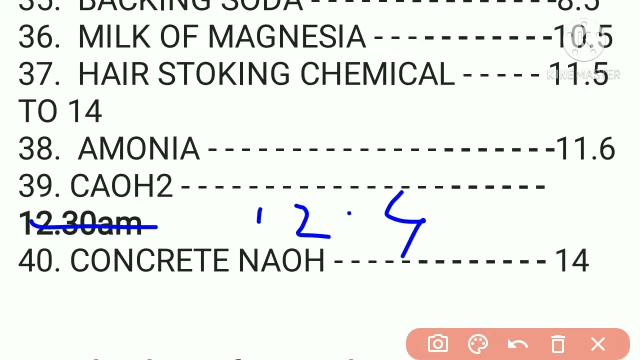 35. BACKING SODA ---------------8.5
36. MILK OF MAGNESIA ------------10.5
37. HAIR STOKING CHEMICAL ----- 11.5
TO 14
38. AMONIA ---------------------11.6
39. CAOH2 ----------------------
12.30am 12.4
40. CONCRETE NAOH ------------- 14